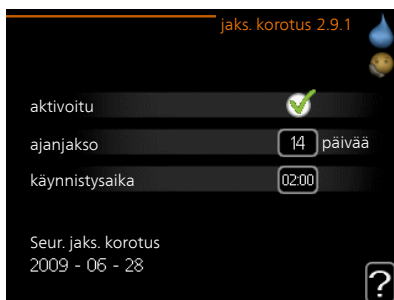 jaks. korotus 2.9.1
aktivoitu
ajanjakso 14 päivää
käynnistysaika 02:00
Seur. jaks. korotus
2009 - 06 - 28
?